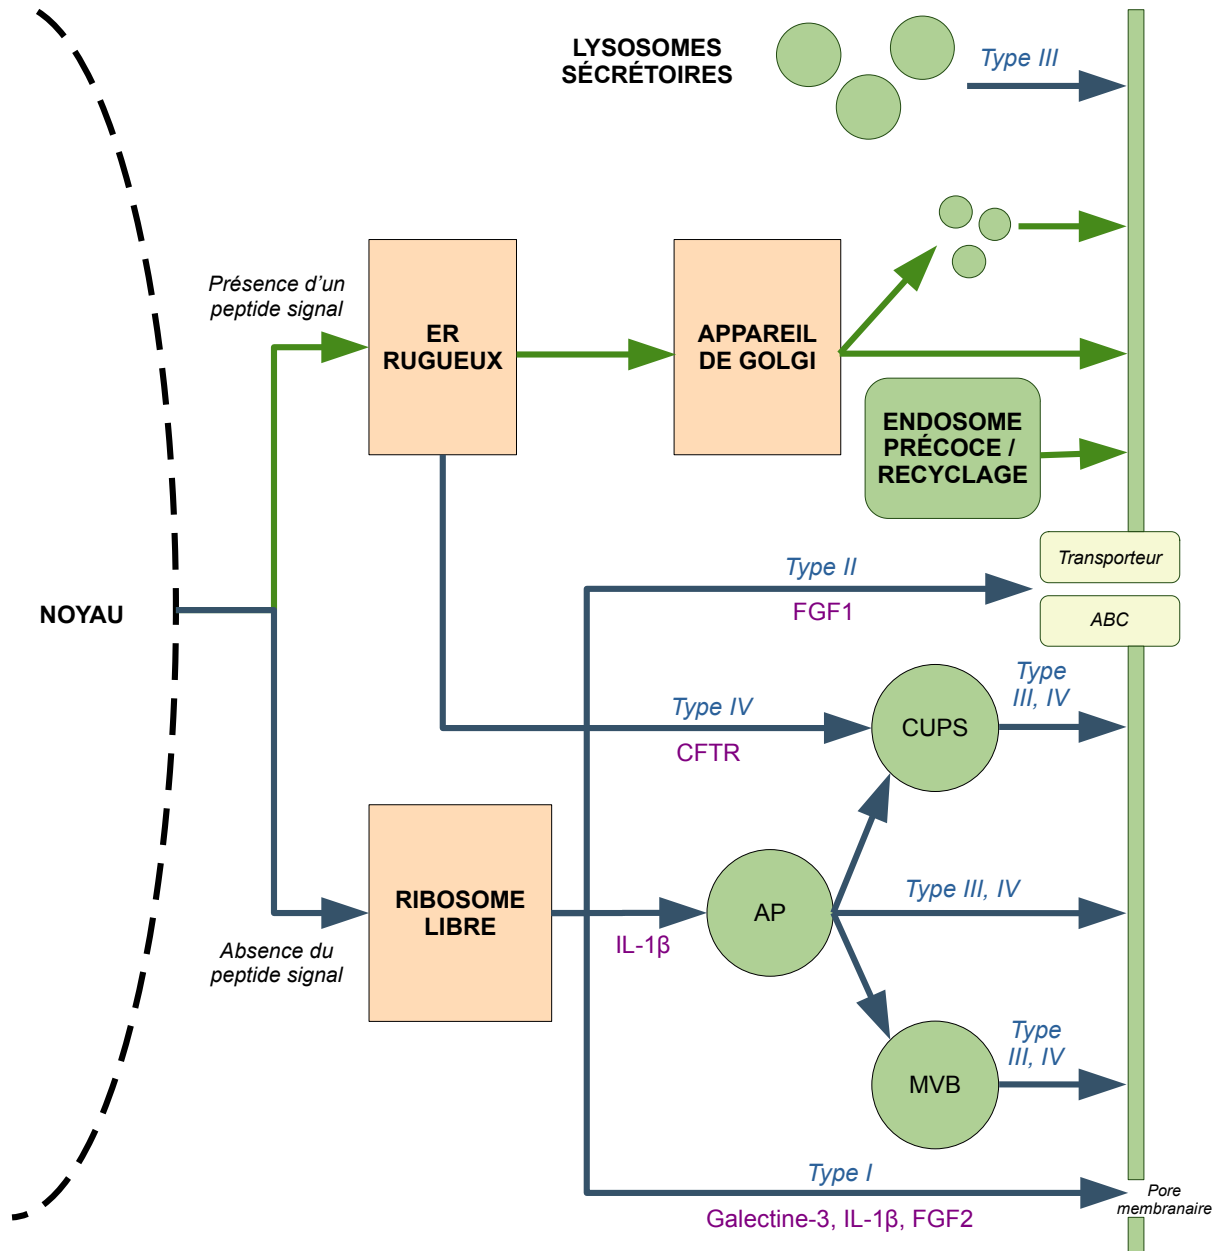 LYSOSOMES
SÉCRÉTOIRES
Type III
Présence d'un
peptide signal
ER
RUGUEUX
APPAREIL
DE GOLGI
ENDOSOME
PRÉCOCE /
RECYCLAGE
NOYAU
Transporteur
ABC
Type II
FGF1
Type IV
CFTR
CUPS
Type
III, IV
RIBOSOME
LIBRE
Absence du
peptide signal
IL-1β
AP
Type III, IV
MVB
Type
III, IV
Type I
Galectine-3, IL-1β, FGF2
Pore
membranaire